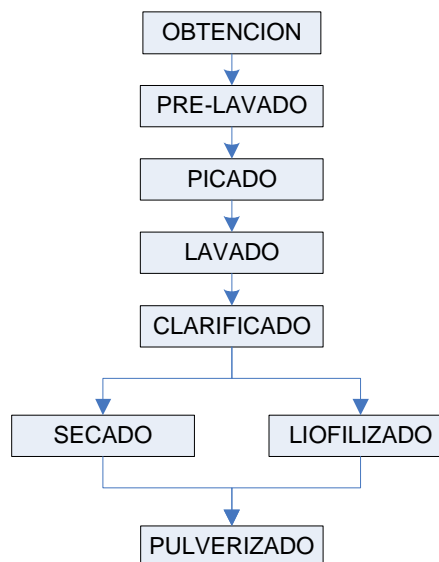 OBTENCION
PRE-LAVADO
PICADO
LAVADO
CLARIFICADO
SECADO
LIOFILIZADO
PULVERIZADO